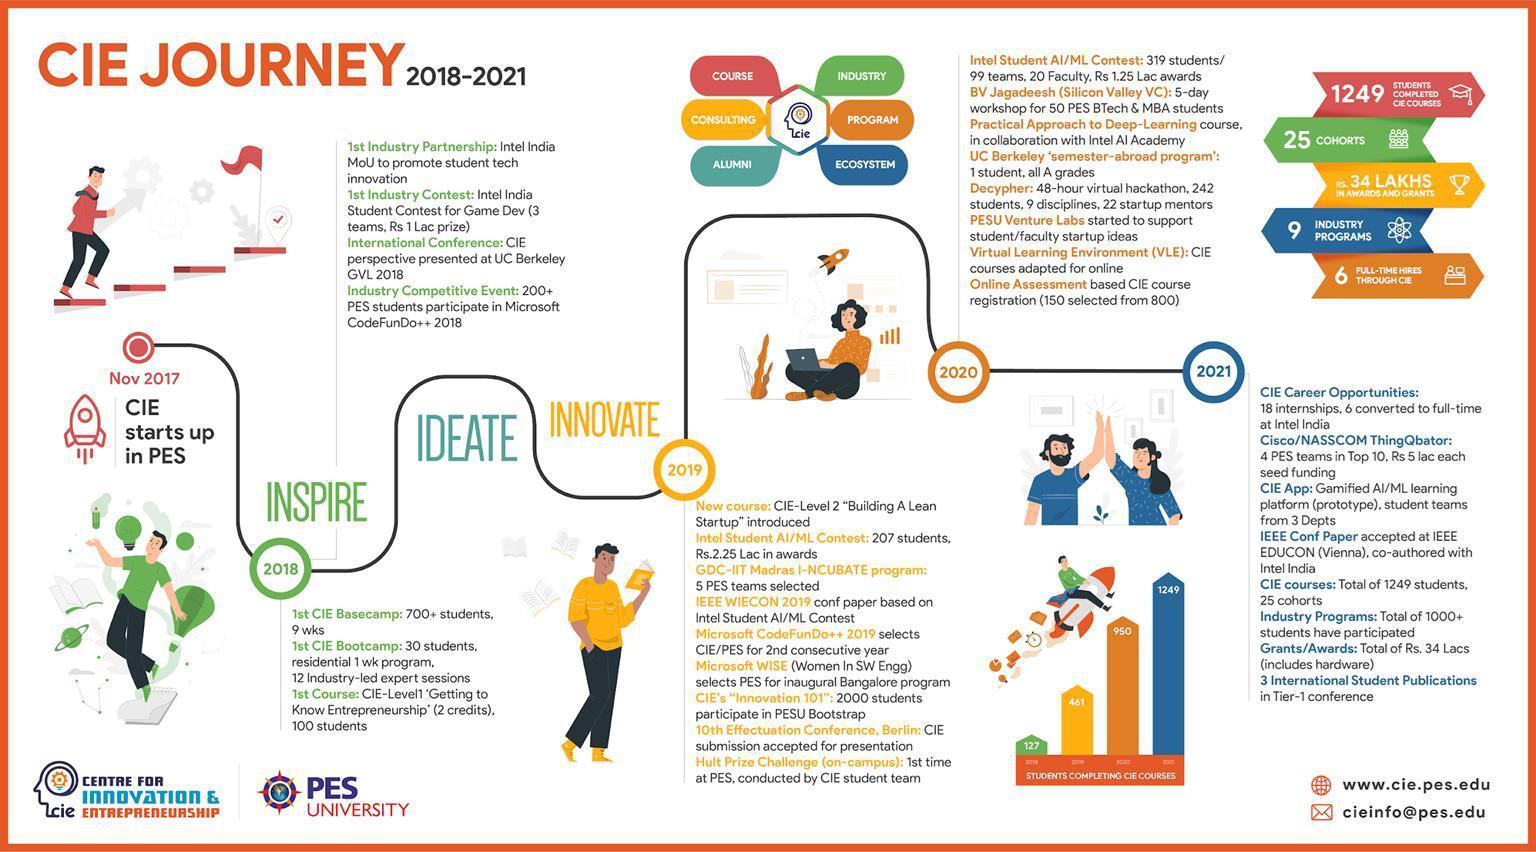 CIE JOURNEY 2018-2021
1st Industry Partnership: Intel India
MoU to promote student tech
innovation
1st Industry Contest: Intel India
Student Contest for Game Dev (3
teams, Rs 1 Lac prize)
International Conference: CIE
perspective presented at UC Berkeley
GVL 2018
Industry Competitive Event: 200+
PES students participate in Microsoft
CodeFunDo++ 2018
COURSE
INDUSTRY
CONSULTING
cie
PROGRAM
ALUMNI
ECOSYSTEM
Intel Student AI/ML Contest: 319 students/
99 teams, 20 Faculty, Rs 1.25 Lac awards
BV Jagadeesh (Silicon Valley VC): 5-day
workshop for 50 PES BTech & MBA students
Practical Approach to Deep-Learning course,
in collaboration with Intel AI Academy
UC Berkeley ‘semester-abroad program’:
1 student, all A grades
Decypher: 48-hour virtual hackathon, 242
students, 9 disciplines, 22 startup mentors
PESU Venture Labs started to support
student/faculty startup ideas
Virtual Learning Environment (VLE): CIE
courses adapted for online
Online Assessment based CIE course
registration (150 selected from 800)
1249 STUDENTS
COMPLETED
CIE COURSES
25 COHORTS
RS. 34 LAKHS
IN AWARDS AND GRANTS
9 INDUSTRY
PROGRAMS
6 FULL-TIME HIRES
THROUGH CIE
Nov 2017
CIE
starts up
in PES
INSPIRE
IDEATE
INNOVATE
2018
2019
2020
2021
1st CIE Basecamp: 700+ students,
9 wks
1st CIE Bootcamp: 30 students,
residential 1 wk program,
12 Industry-led expert sessions
1st Course: CIE-Level1 ‘Getting to
Know Entrepreneurship’ (2 credits),
100 students
New course: CIE-Level 2 “Building A Lean
Startup” introduced
Intel Student AI/ML Contest: 207 students,
Rs.2.25 Lac in awards
GDC-IIT Madras I-NCUBATE program:
5 PES teams selected
IEEE WIECON 2019 conf paper based on
Intel Student AI/ML Contest
Microsoft CodeFunDo++ 2019 selects
CIE/PES for 2nd consecutive year
Microsoft WISE (Women In SW Engg)
selects PES for inaugural Bangalore program
CIE’s “Innovation 101”: 2000 students
participate in PESU Bootstrap
10th Effectuation Conference, Berlin: CIE
submission accepted for presentation
Hult Prize Challenge (on-campus): 1st time
at PES, conducted by CIE student team
CIE Career Opportunities:
18 internships, 6 converted to full-time
at Intel India
Cisco/NASSCOM ThingQbator:
4 PES teams in Top 10, Rs 5 lac each
seed funding
CIE App: Gamified AI/ML learning
platform (prototype), student teams
from 3 Depts
IEEE Conf Paper accepted at IEEE
EDUCON (Vienna), co-authored with
Intel India
CIE courses: Total of 1249 students,
25 cohorts
Industry Programs: Total of 1000+
students have participated
Grants/Awards: Total of Rs. 34 Lacs
(includes hardware)
3 International Student Publications
in Tier-1 conference
127
461
950
1249
2018 2019 2020 2021
STUDENTS COMPLETING CIE COURSES
cie
CENTRE FOR
INNOVATION &
ENTREPRENEURSHIP
PES
UNIVERSITY
www.cie.pes.edu
cieinfo@pes.edu